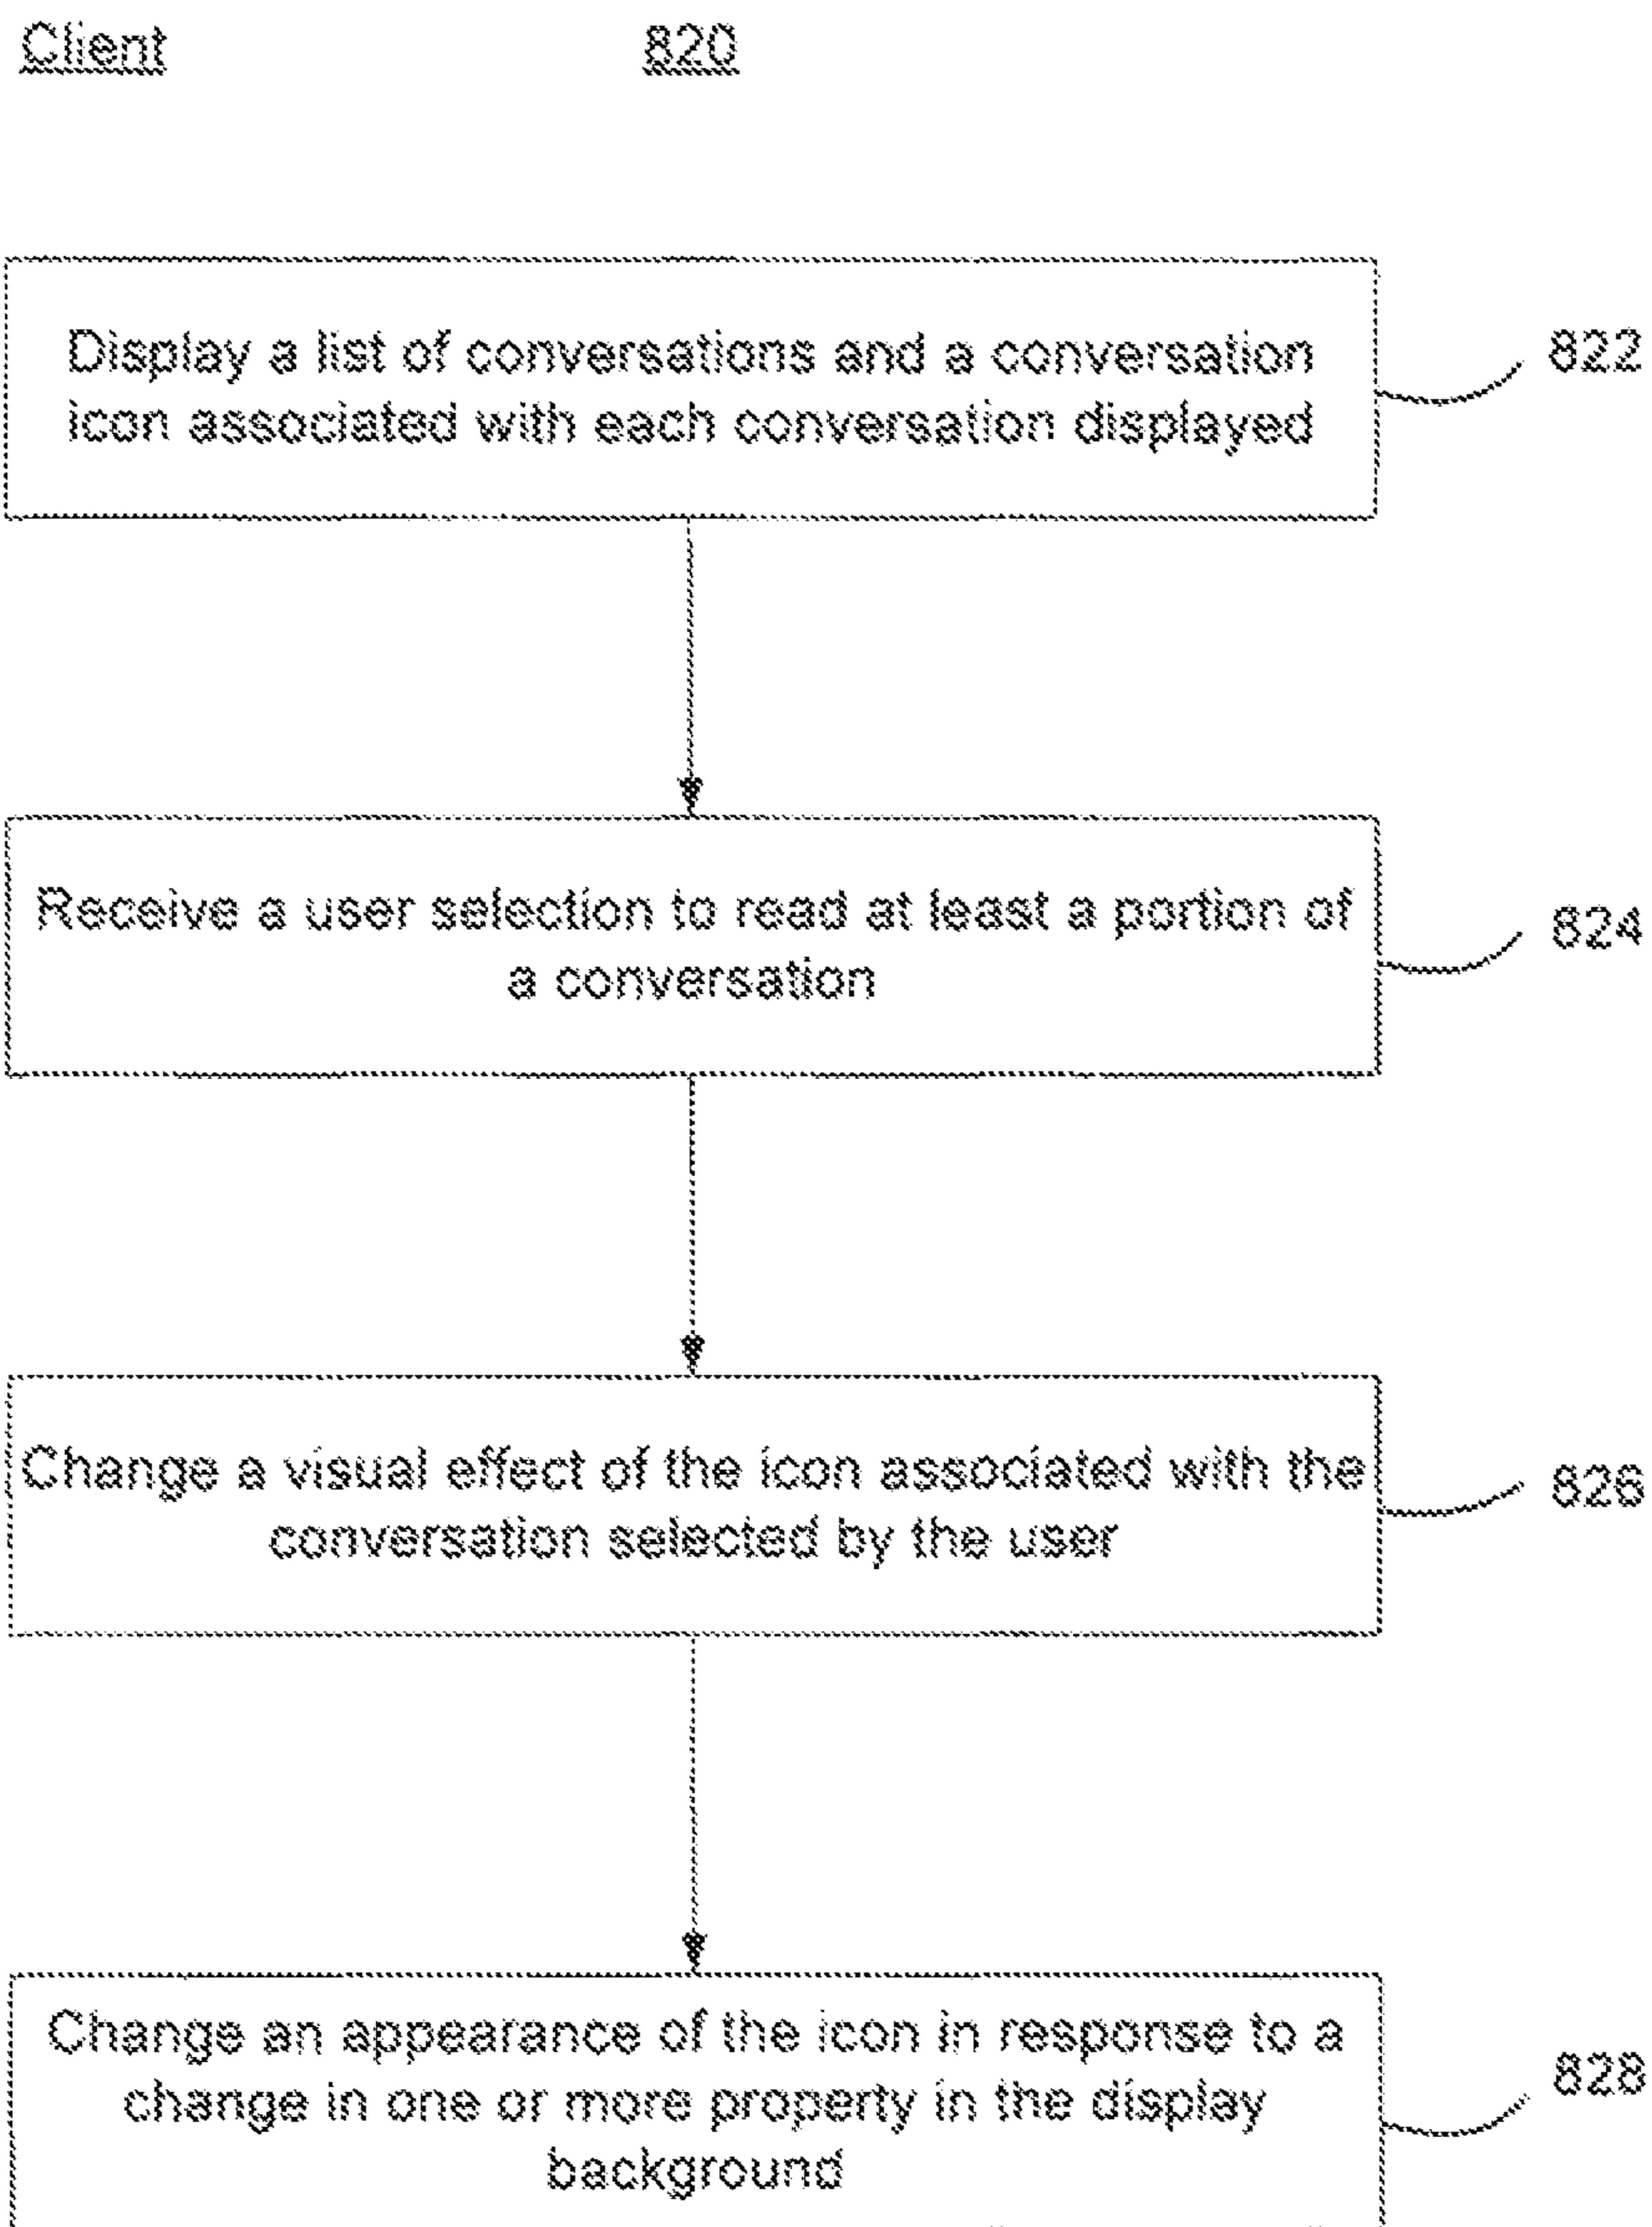 Client 820
Display a list of conversations and a conversation
icon associated with each conversation displayed
822
Receive a user selection to read at least a portion of
a conversation
824
Change a visual effect of the icon associated with the
conversation selected by the user
826
Change an appearance of the icon in response to a
change in one or more property in the display
background
828